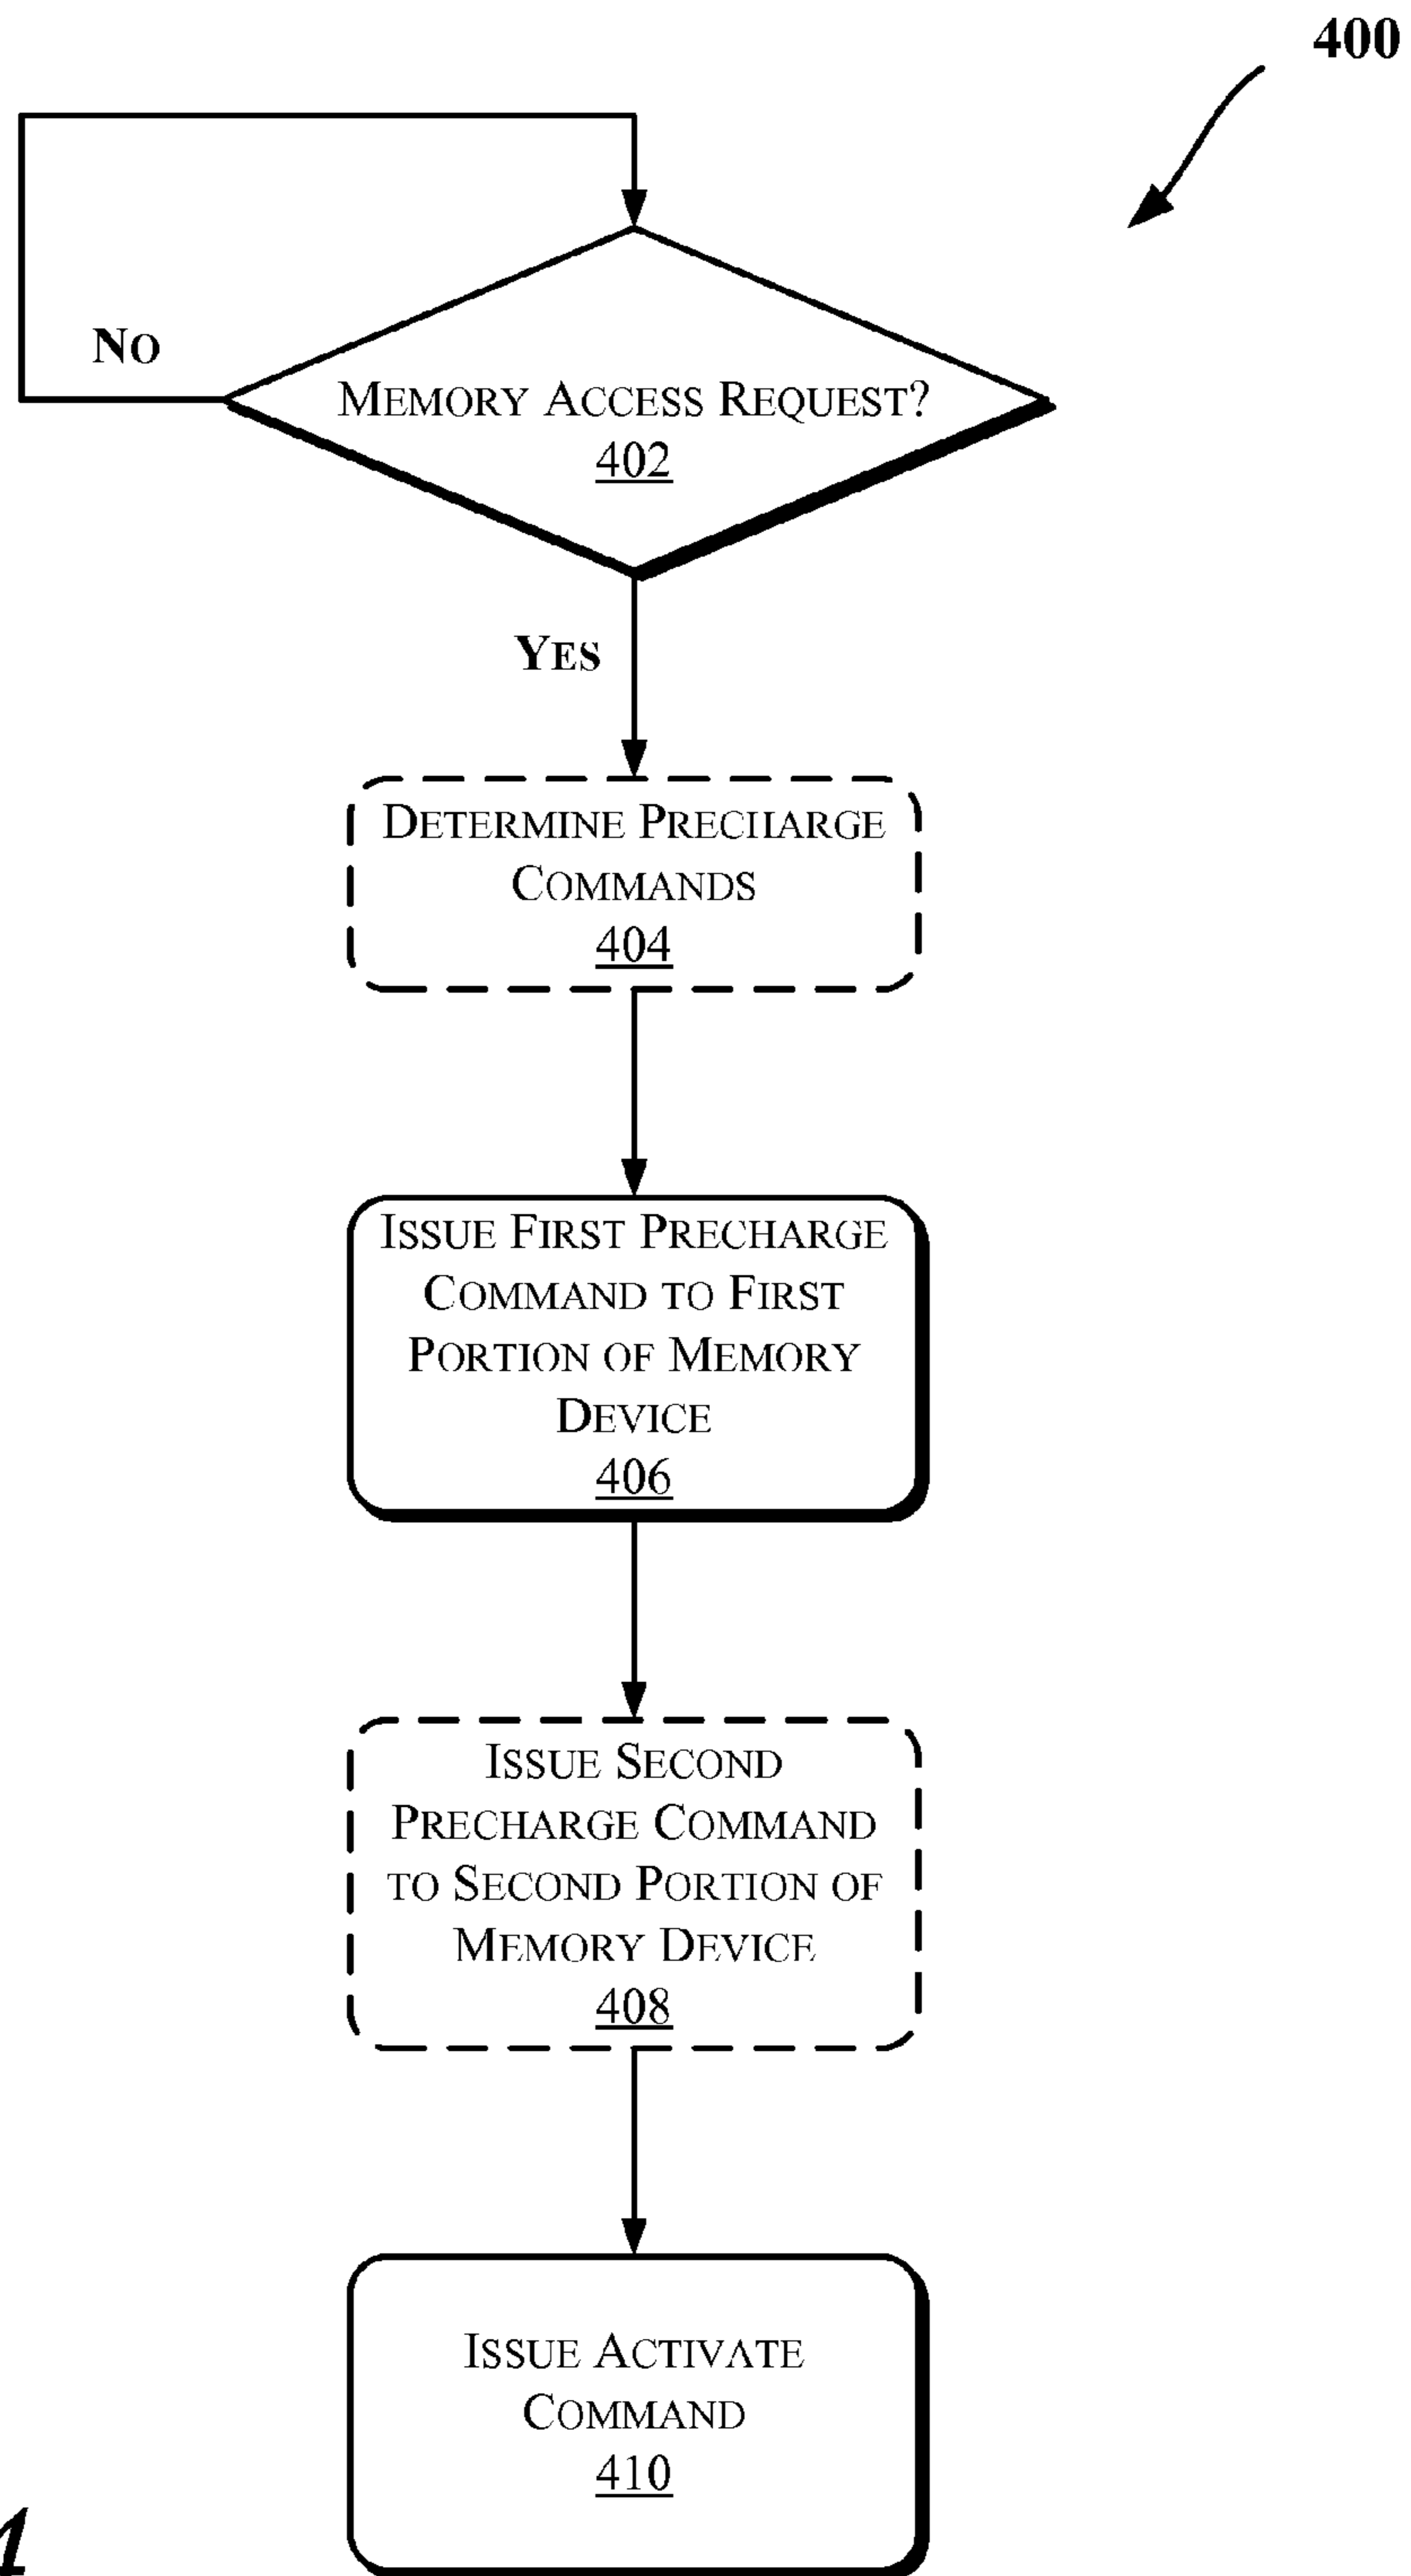 400
NO
MEMORY ACCESS REQUEST?
402
YES
DETERMINE PRECHARGE
COMMANDS
404
ISSUE FIRST PRECHARGE
COMMAND TO FIRST
PORTION OF MEMORY
DEVICE
406
ISSUE SECOND
PRECHARGE COMMAND
TO SECOND PORTION OF
MEMORY DEVICE
408
ISSUE ACTIVATE
COMMAND
410